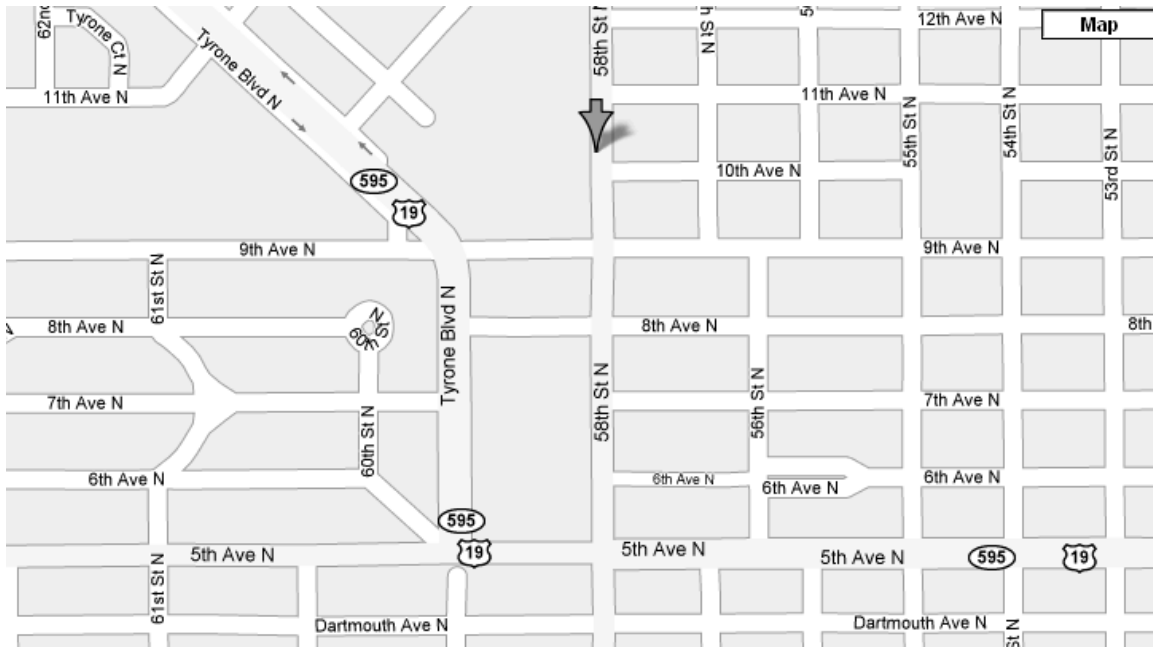 62nd
Tyrone Ct N
Tyrone Blvd N
58th St N
St N
12th Ave N
Map
11th Ave N
11th Ave N
55th St N
54th St N
53rd St N
10th Ave N
595
19
9th Ave N
9th Ave N
61st St N
60th St N
8th Ave N
8th Ave N
8th
Tyrone Blvd N
58th St N
56th St N
7th Ave N
7th Ave N
60th St N
6th Ave N
6th Ave N
6th Ave N
6th Ave N
595
19
5th Ave N
5th Ave N
5th Ave N
595
19
61st St N
Dartmouth Ave N
Dartmouth Ave N
St N